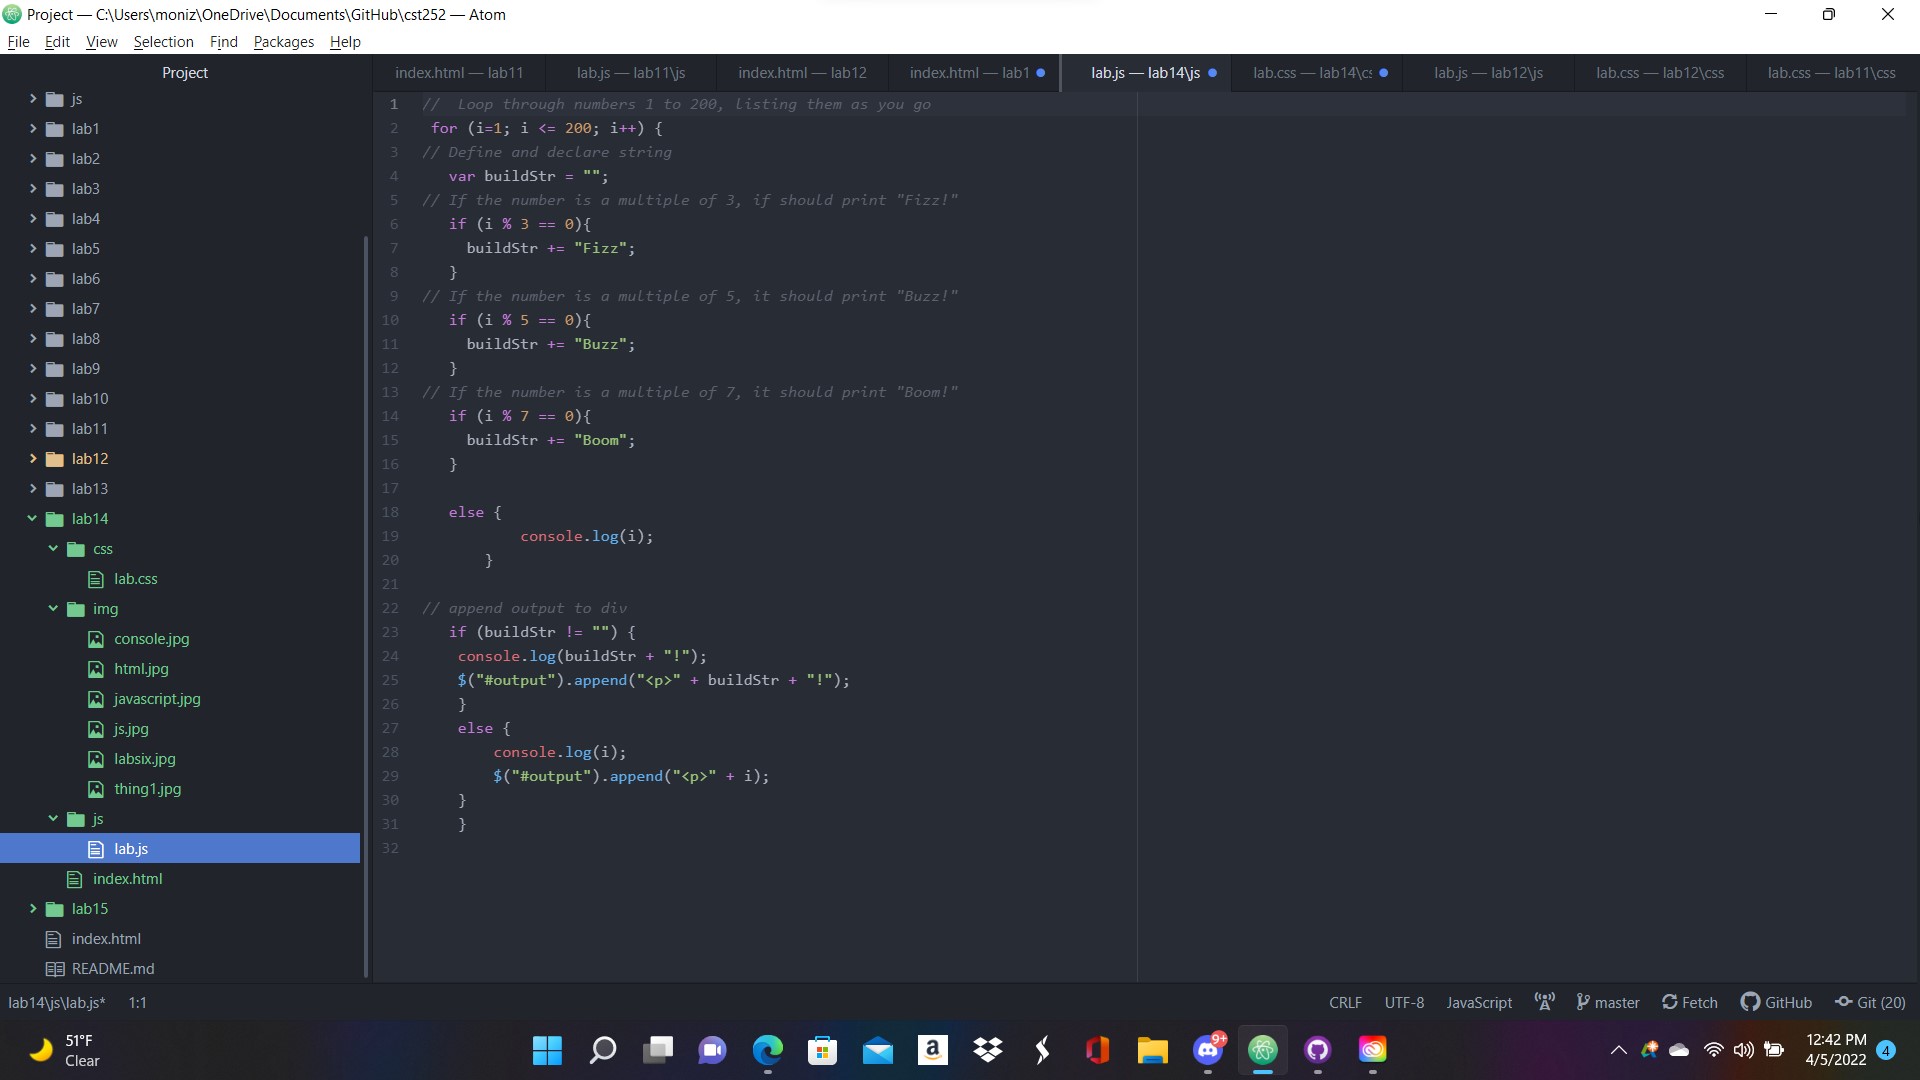 Project — C:\Users\moniz\OneDrive\Documents\GitHub\cst252 — Atom
File Edit View Selection Find Packages Help
Project
js
lab1
lab2
lab3
lab4
lab5
lab6
lab7
lab8
lab9
lab10
lab11
lab12
lab13
lab14
css
lab.css
img
console.jpg
html.jpg
javascript.jpg
js.jpg
labsix.jpg
thing1.jpg
js
lab.js
index.html
lab15
index.html
README.md
index.html — lab11 lab.js — lab11\js index.html — lab12 index.html — lab1 lab.js — lab14\js lab.css — lab14\cs lab.js — lab12\js lab.css — lab12\css lab.css — lab11\css
1 // Loop through numbers 1 to 200, listing them as you go
2 for (i=1; i <= 200; i++) {
3 // Define and declare string
4 var buildStr = "";
5 // If the number is a multiple of 3, if should print "Fizz!"
6 if (i % 3 == 0){
7 buildStr += "Fizz";
8 }
9 // If the number is a multiple of 5, it should print "Buzz!"
10 if (i % 5 == 0){
11 buildStr += "Buzz";
12 }
13 // If the number is a multiple of 7, it should print "Boom!"
14 if (i % 7 == 0){
15 buildStr += "Boom";
16 }
17
18 else {
19 console.log(i);
20 }
21
22 // append output to div
23 if (buildStr != "") {
24 console.log(buildStr + "!");
25 $("#output").append("<p>" + buildStr + "!");
26 }
27 else {
28 console.log(i);
29 $("#output").append("<p>" + i);
30 }
31 }
32
lab14\js\lab.js* 1:1 CRLF UTF-8 JavaScript master Fetch GitHub Git (20)
51°F
Clear
a
9+
12:42 PM
4/5/2022
4